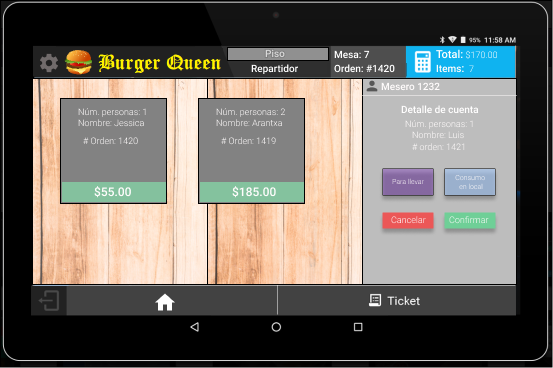 95% 11:58 AM
Burger Queen
Piso
Repartidor
Mesa: 7
Orden: #1420
Total: $170.00
Items: 7
Mesero 1232
Núm. personas: 1
Nombre: Jessica
# Orden: 1420
$55.00
Núm. personas: 2
Nombre: Arantxa
# Orden: 1419
$185.00
Detalle de cuenta
Núm. personas: 1
Nombre: Luis
# orden: 1421
Para llevar
Consumo
en local
Cancelar
Confirmar
Ticket